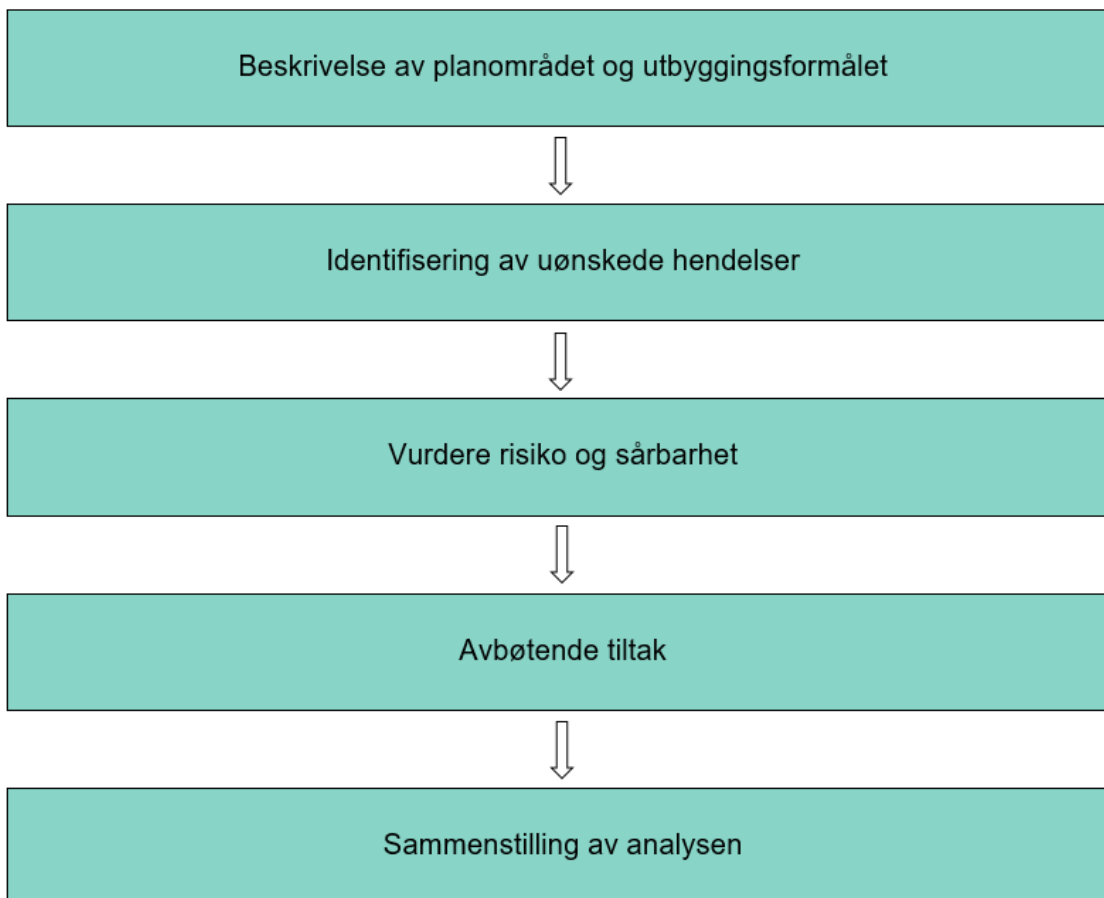 Beskrivelse av planområdet og utbyggingsformålet
Identifisering av uønskede hendelser
Vurdere risiko og sårbarhet
Avbøtende tiltak
Sammenstilling av analysen